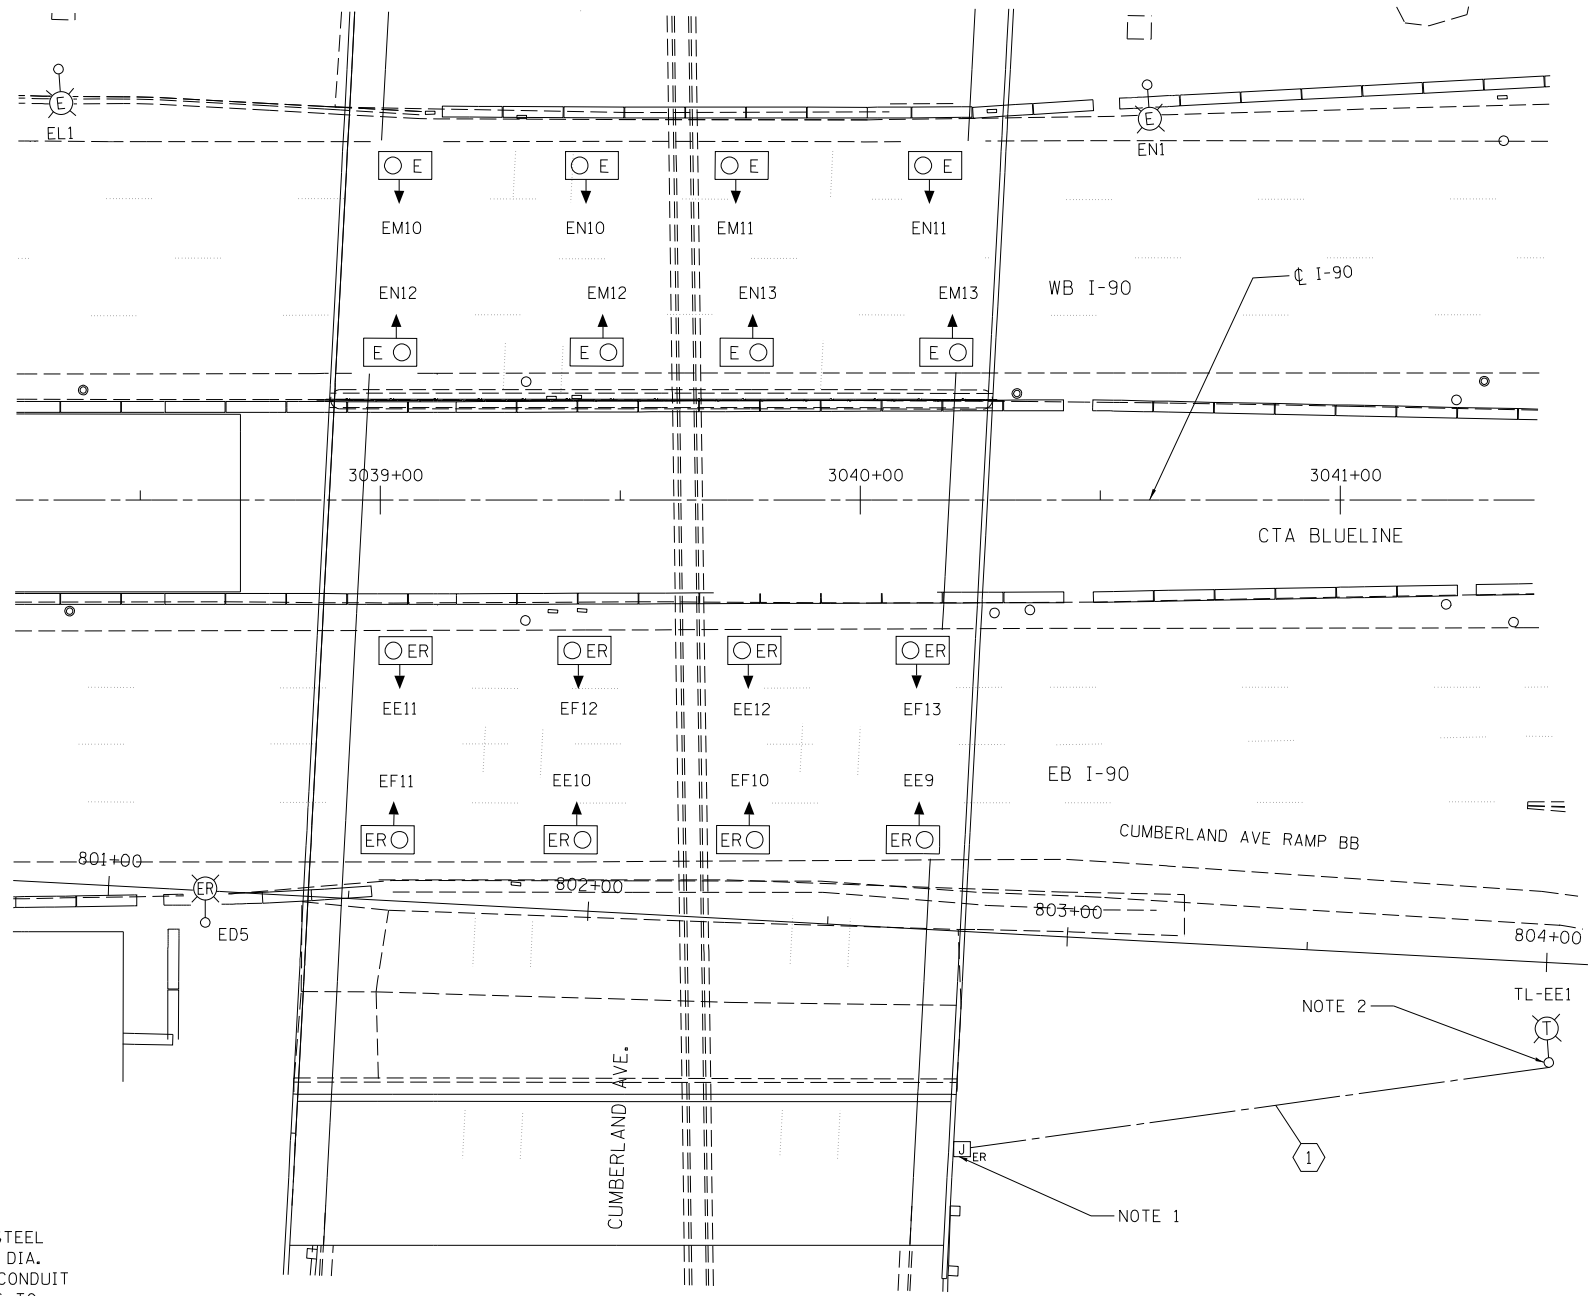 E
EL1
E
EN1
E
E
E
E
EM10
EN10
EM11
EN11
EN12
EM12
EN13
EM13
WB I-90
℄ I-90
E
E
E
E
3039+00
3040+00
3041+00
CTA BLUELINE
ER
ER
ER
ER
EE11
EF12
EE12
EF13
EF11
EE10
EF10
EE9
EB I-90
ER
ER
ER
ER
CUMBERLAND AVE RAMP BB
801+00
ER
802+00
803+00
ED5
804+00
TL-EE1
NOTE 2
T
CUMBERLAND AVE.
J
ER
1
NOTE 1
STEEL
DIA.
CONDUIT
TO